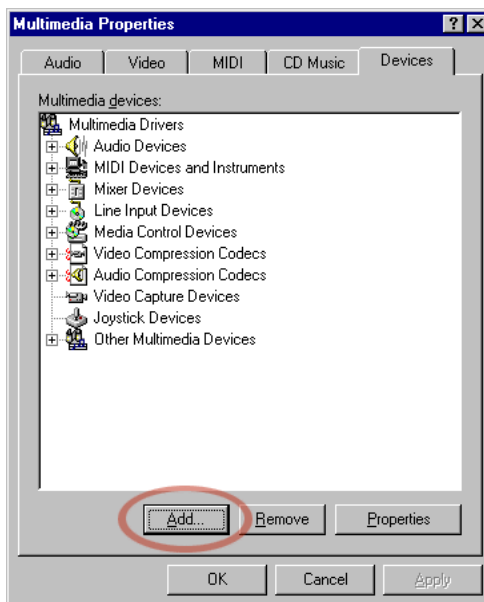 Multimedia Properties ? X
Audio Video MIDI CD Music Devices
Multimedia devices:
Multimedia Drivers
Audio Devices
MIDI Devices and Instruments
Mixer Devices
Line Input Devices
Media Control Devices
Video Compression Codecs
Audio Compression Codecs
Video Capture Devices
Joystick Devices
Other Multimedia Devices
Add... Remove Properties
OK Cancel Apply